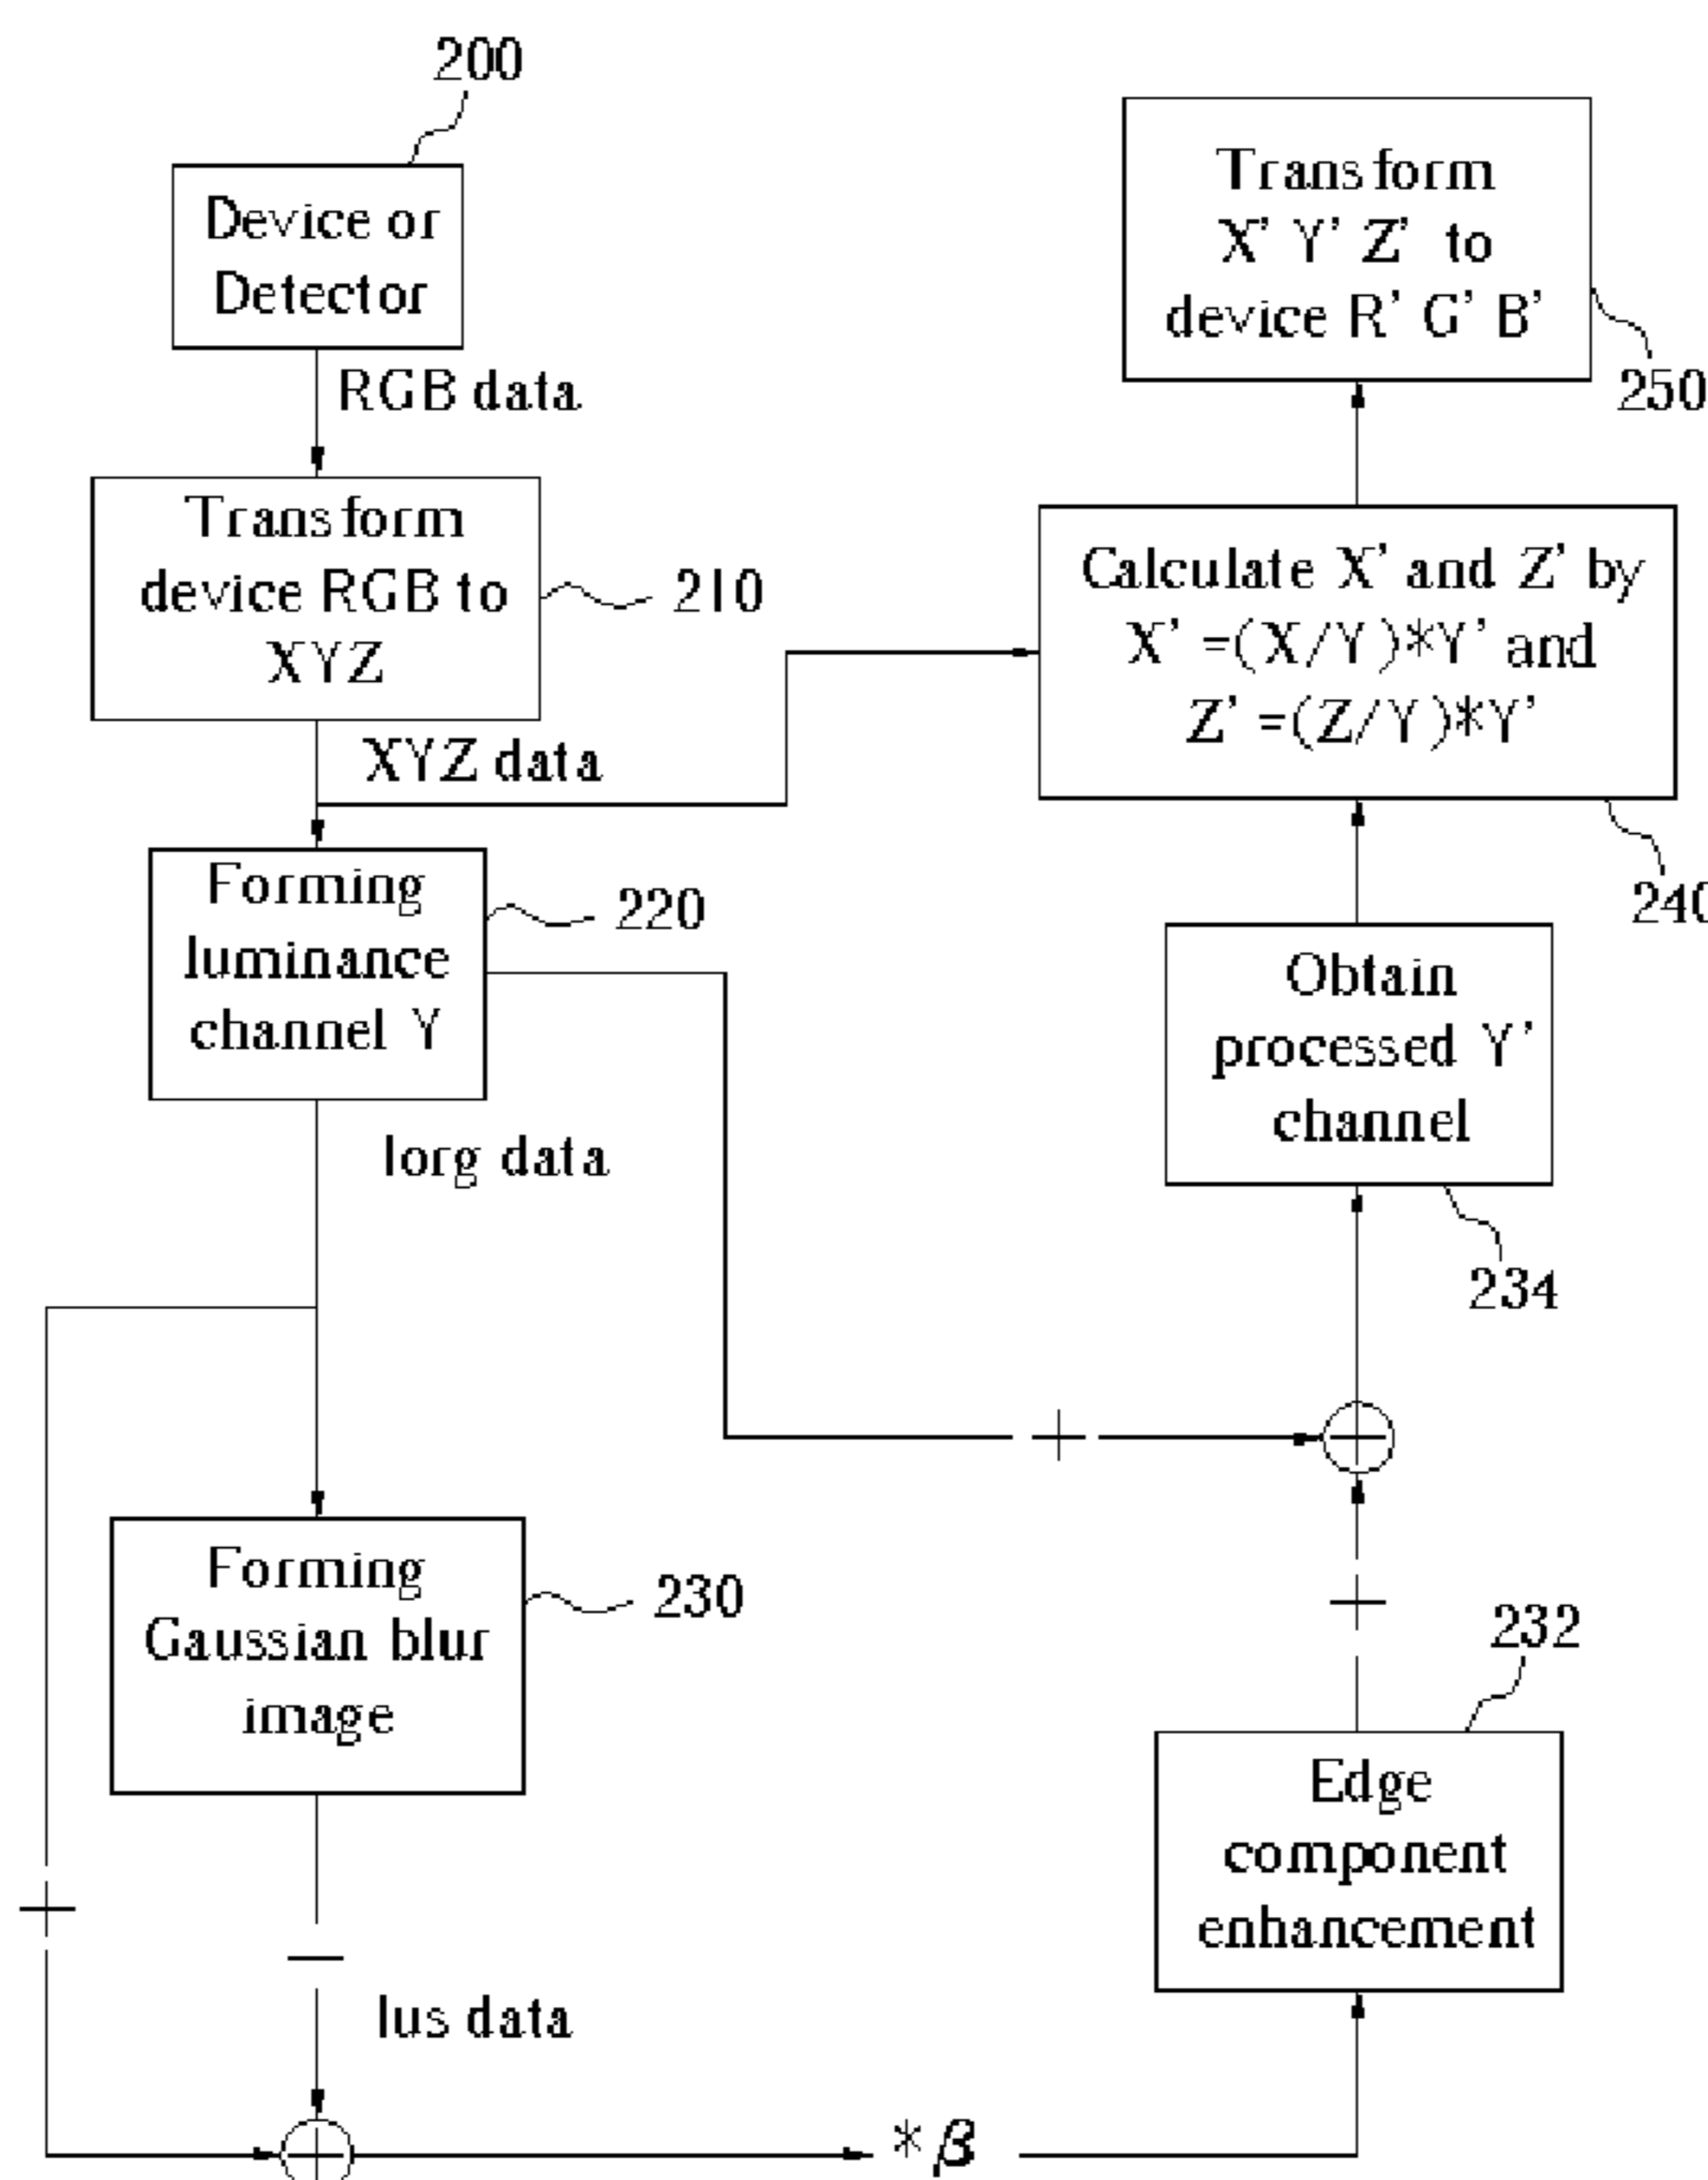 200
Device or
Detector
RGB data
Transform
device RGB to
XYZ
210
XYZ data
Forming
luminance
channel Y
220
Iorg data
Forming
Gaussian blur
image
230
+
−
Ius data
+
*β
Edge
component
enhancement
232
+
+
+
Obtain
processed Y'
channel
234
Calculate X' and Z' by
X' =(X/Y)*Y' and
Z' =(Z/Y)*Y'
240
Transform
X' Y' Z' to
device R' G' B'
250